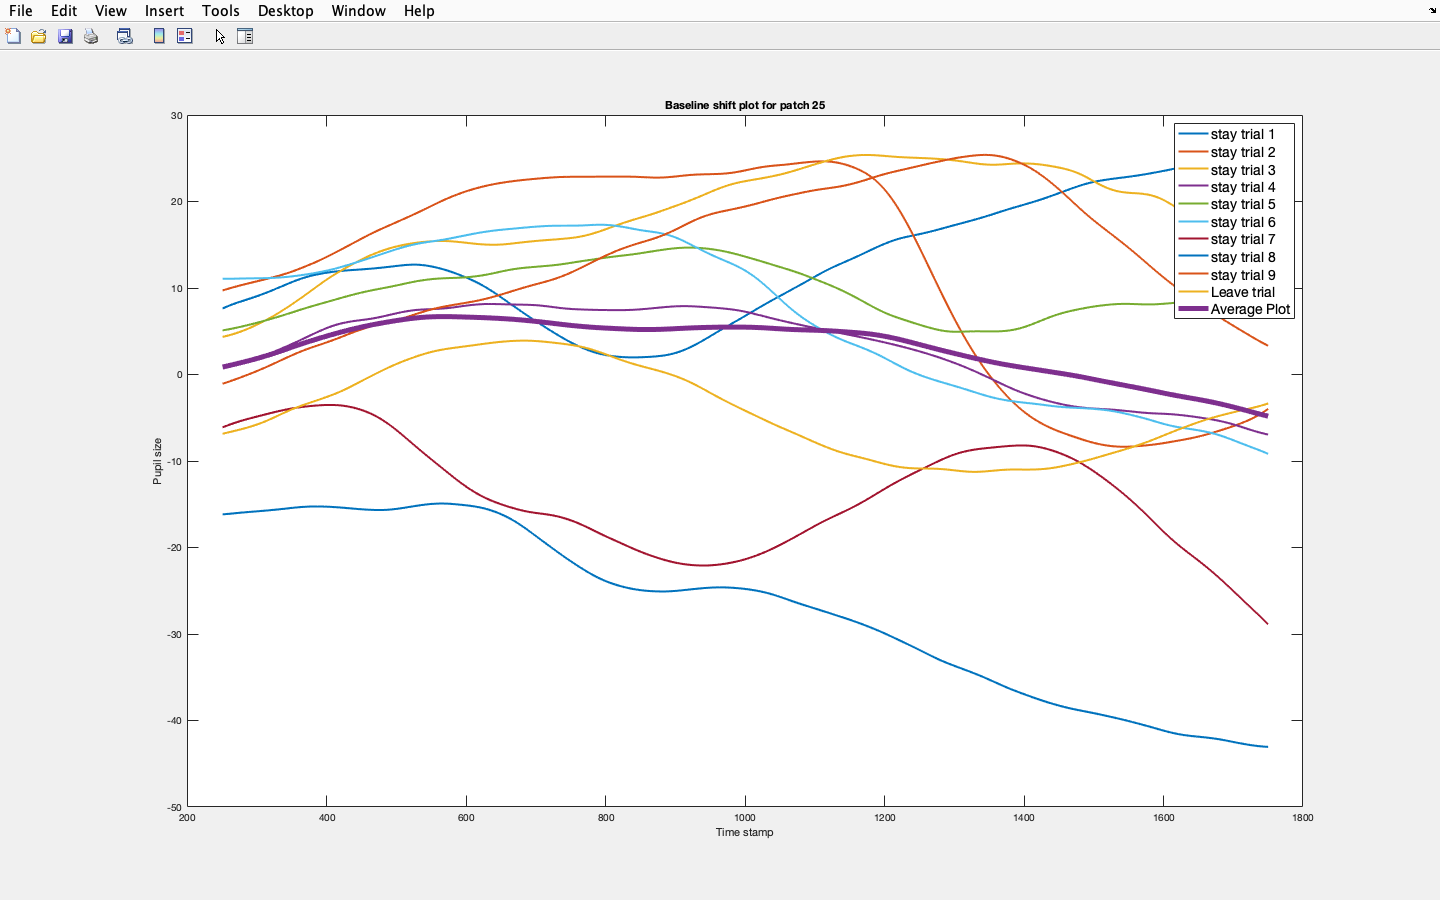 File Edit View Insert Tools Desktop Window Help
Baseline shift plot for patch 25
30
20
10
0
-10
-20
-30
-40
-50
Pupil size
200 400 600 800 1000 1200 1400 1600 1800
Time stamp
stay trial 1
stay trial 2
stay trial 3
stay trial 4
stay trial 5
stay trial 6
stay trial 7
stay trial 8
stay trial 9
Leave trial
Average Plot